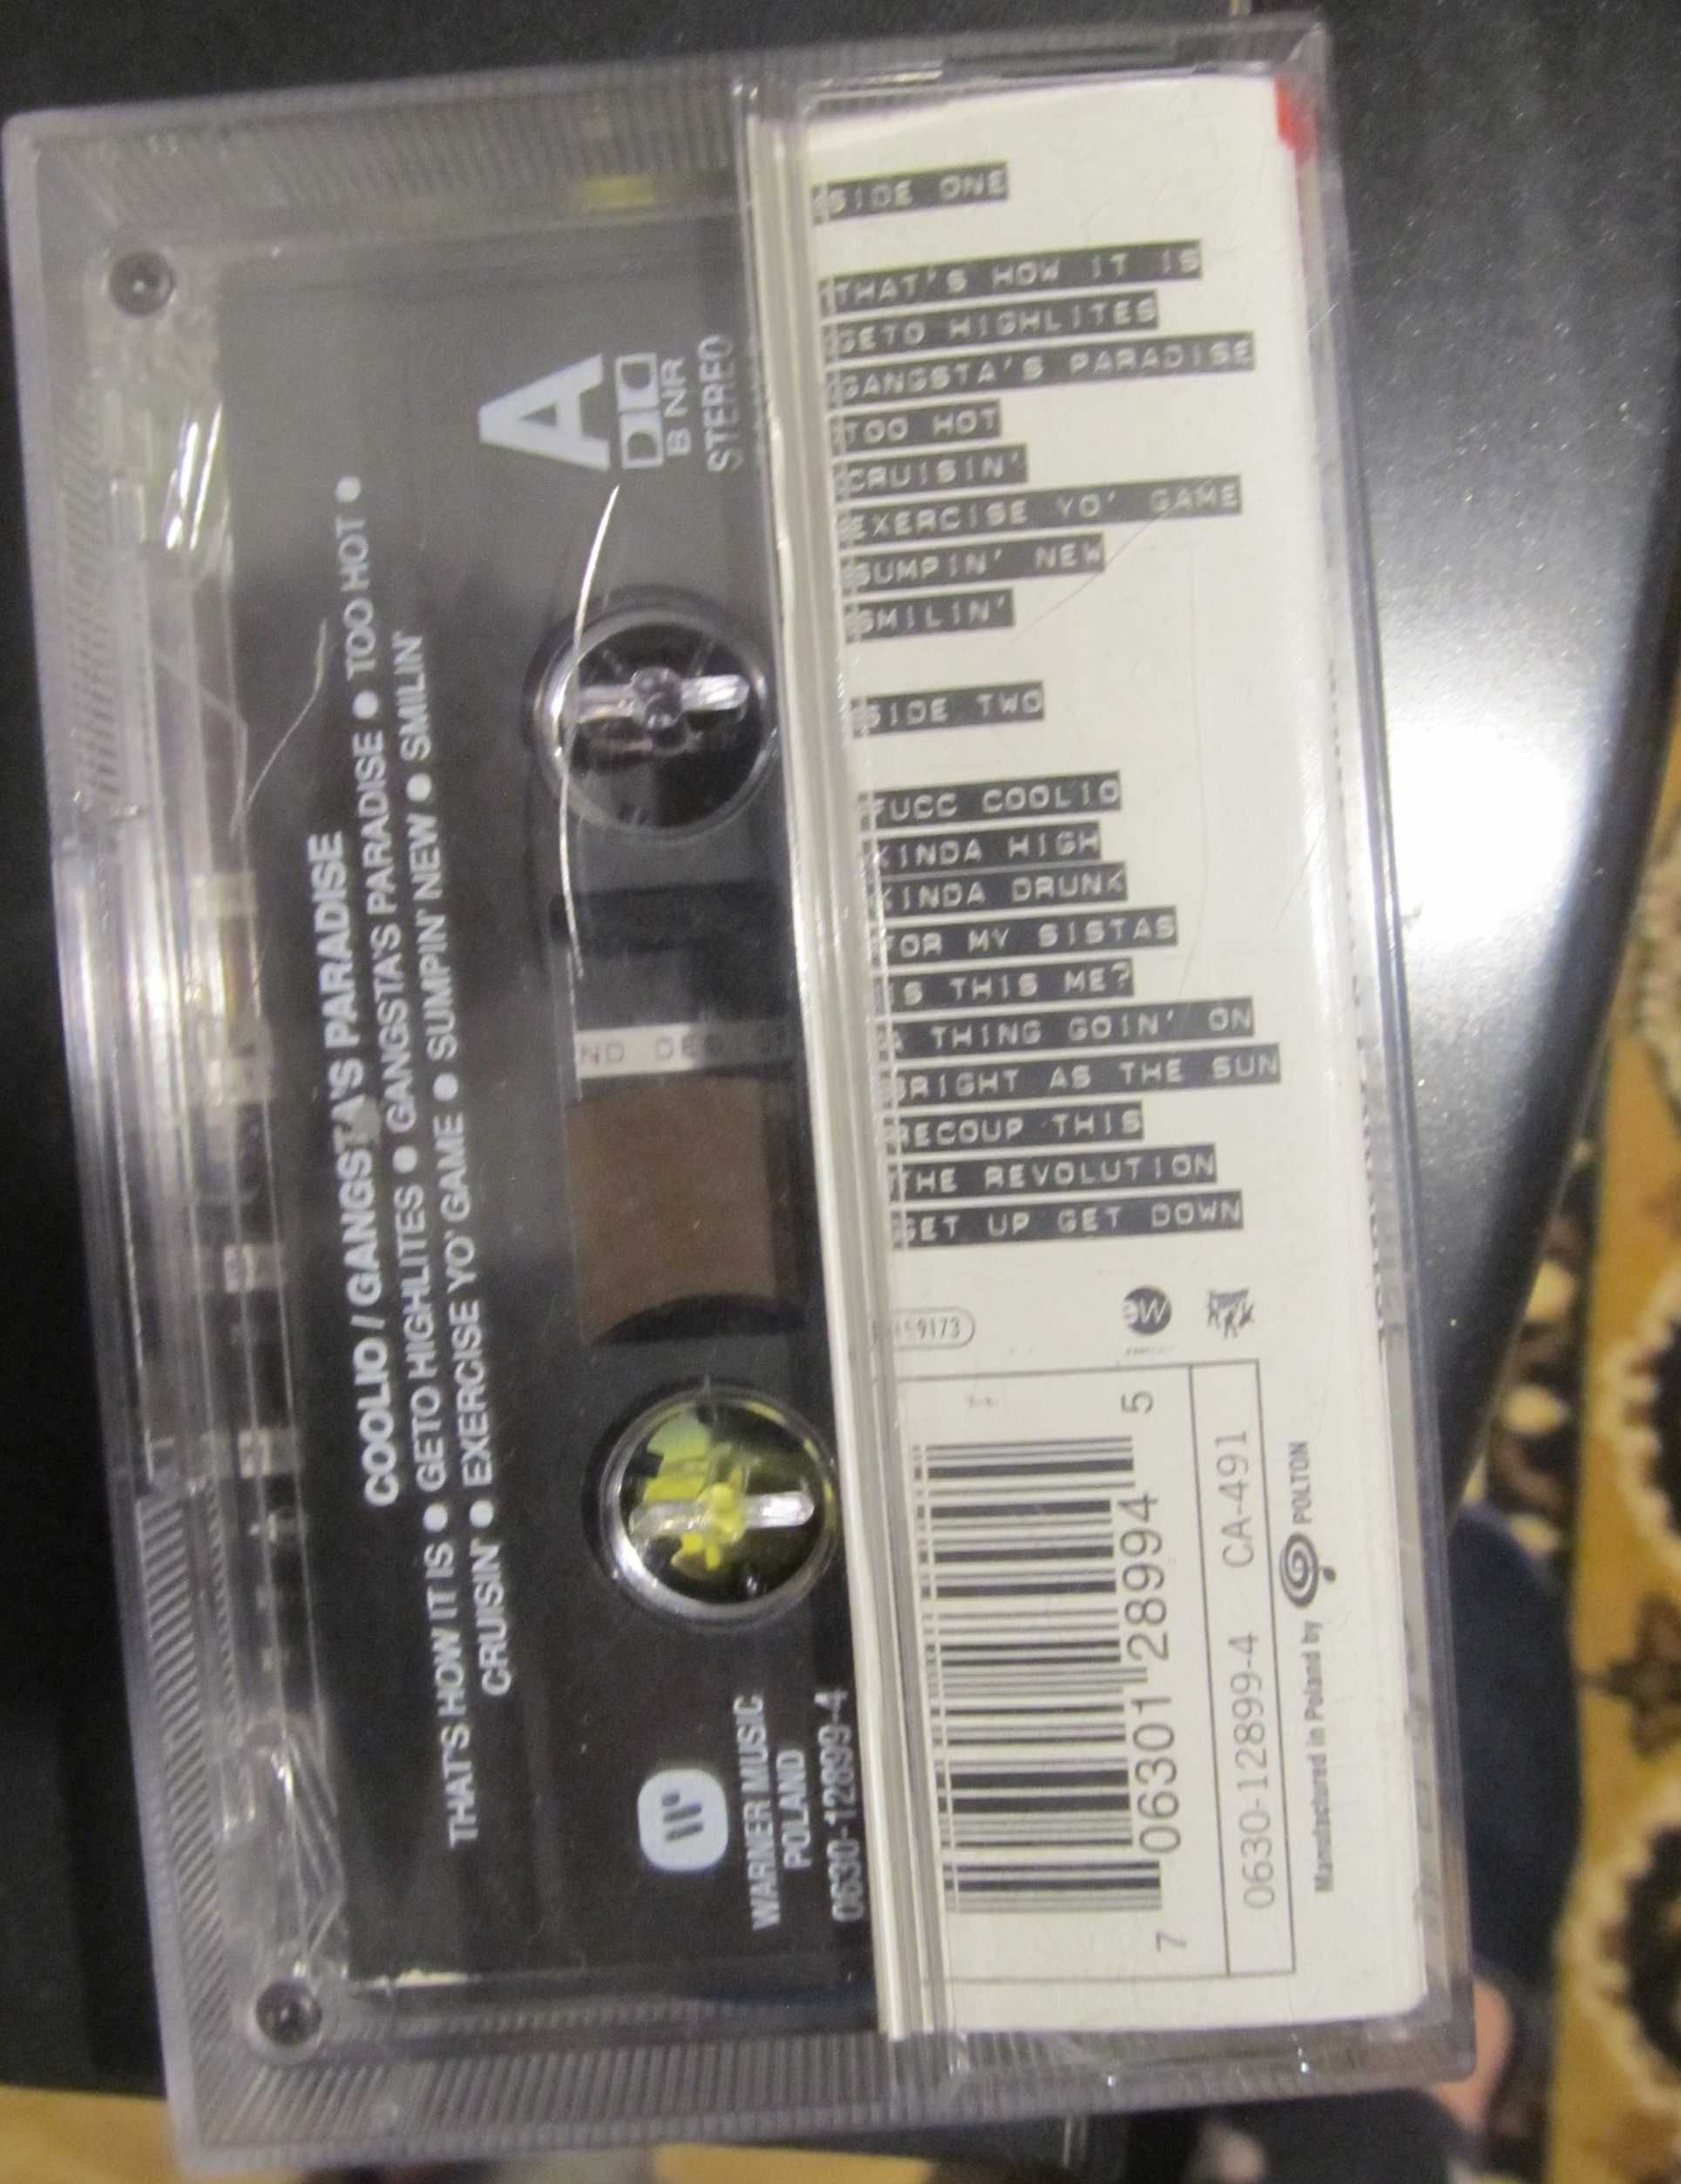 SIDE ONE
THAT'S HOW IT IS
GETO HIGHLITES
GANGSTA'S PARADISE
TOO HOT
CRUISIN'
EXERCISE YO' GAME
SUMPIN' NEW
SMILIN'
SIDE TWO
FUCC COOLIO
KINDA HIGH
KINDA DRUNK
FOR MY SISTAS
IS THIS ME?
A THING GOIN' ON
BRIGHT AS THE SUN
RECOUP THIS
THE REVOLUTION
GET UP GET DOWN
ew
7 06301 28994 5
0630-12899-4 CA-491
Manufactured in Poland by POLTON
COOLIO / GANGSTA'S PARADISE
THAT'S HOW IT IS ● GETO HIGHLITES ● GANGSTA'S PARADISE ● TOO HOT ●
CRUISIN' ● EXERCISE YO' GAME ● SUMPIN' NEW ● SMILIN'
A
B NR
STEREO
WARNER MUSIC
POLAND
0630-12899-4